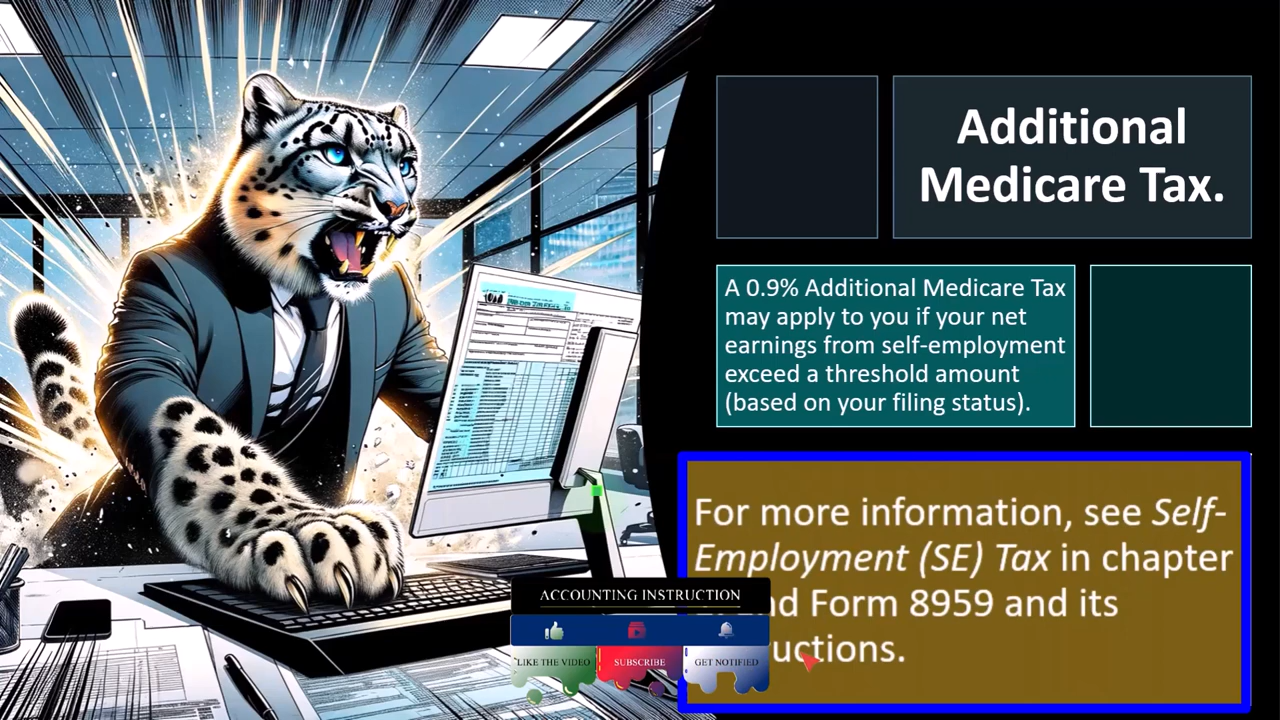 Additional
Medicare Tax.
A 0.9% Additional Medicare Tax
may apply to you if your net
earnings from self-employment
exceed a threshold amount
(based on your filing status).
For more information, see Self-
Employment (SE) Tax in chapter
Form 8959 and its
ACCOUNTING INSTRUCTION
LIKE THE VIDEO
SUBSCRIBE
GET NOTIFIED
1040